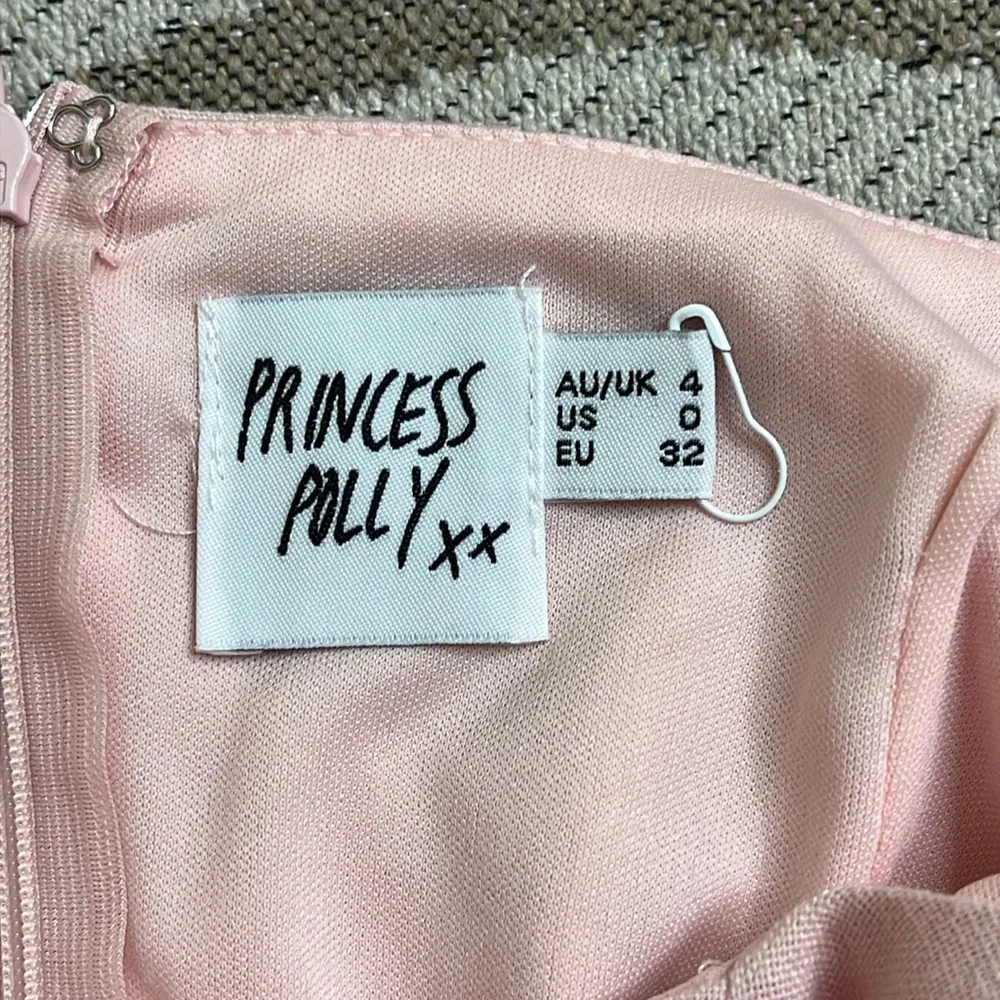 PRINCESS
POLLY xx
AU/UK 4
US 0
EU 32